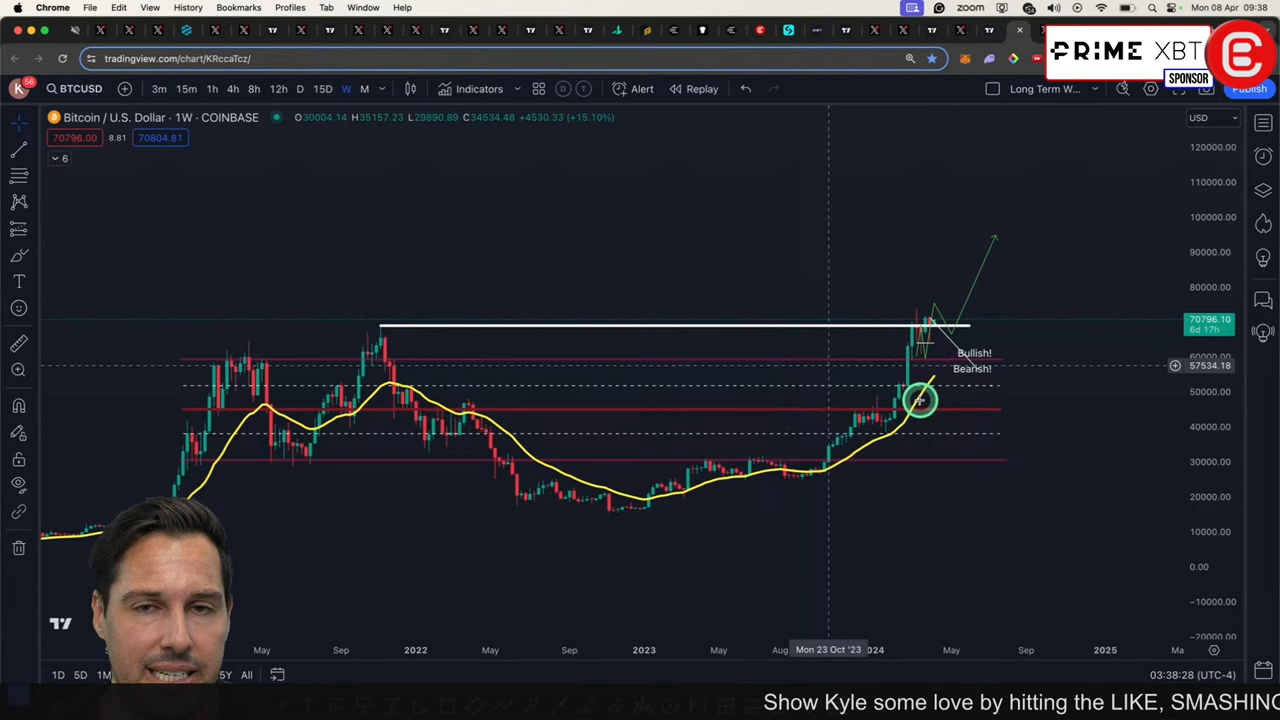 Chrome File Edit View History Bookmarks Profiles Tab Window Help zoom Mon 08 Apr 09:38
tradingview.com/chart/KRccaTcz/
PRIME XBT
SPONSOR
K 56 BTCUSD 3m 15m 1h 4h 8h 12h D 15D W M Indicators Alert Replay Long Term W... Publish
Bitcoin / U.S. Dollar · 1W · COINBASE O30004.14 H35157.23 L29890.89 C34534.48 +4530.33 (+15.10%)
USD
70796.00 8.81 70804.81
6
120000.00
110000.00
100000.00
90000.00
80000.00
70796.10
6d 17h
Bullish!
60000.00
57534.18
Bearish!
50000.00
40000.00
30000.00
20000.00
10000.00
0.00
−10000.00
−20000.00
May Sep 2022 May Sep 2023 May Aug Mon 23 Oct '23 024 May Sep 2025 Ma
1D 5D 1M 5Y All 03:38:28 (UTC-4)
Show Kyle some love by hitting the LIKE, SMASHING